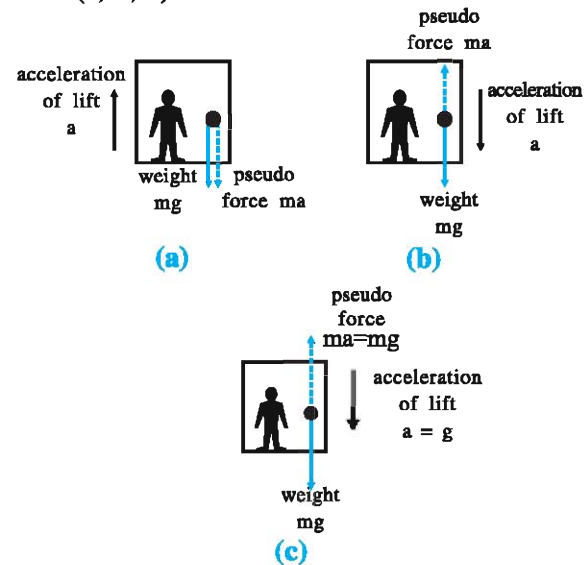 pseudo
force ma
acceleration
of lift
a
weight
mg
pseudo
force ma
(a)
acceleration
of lift
a
weight
mg
(b)
pseudo
force
ma=mg
acceleration
of lift
a = g
weight
mg
(c)